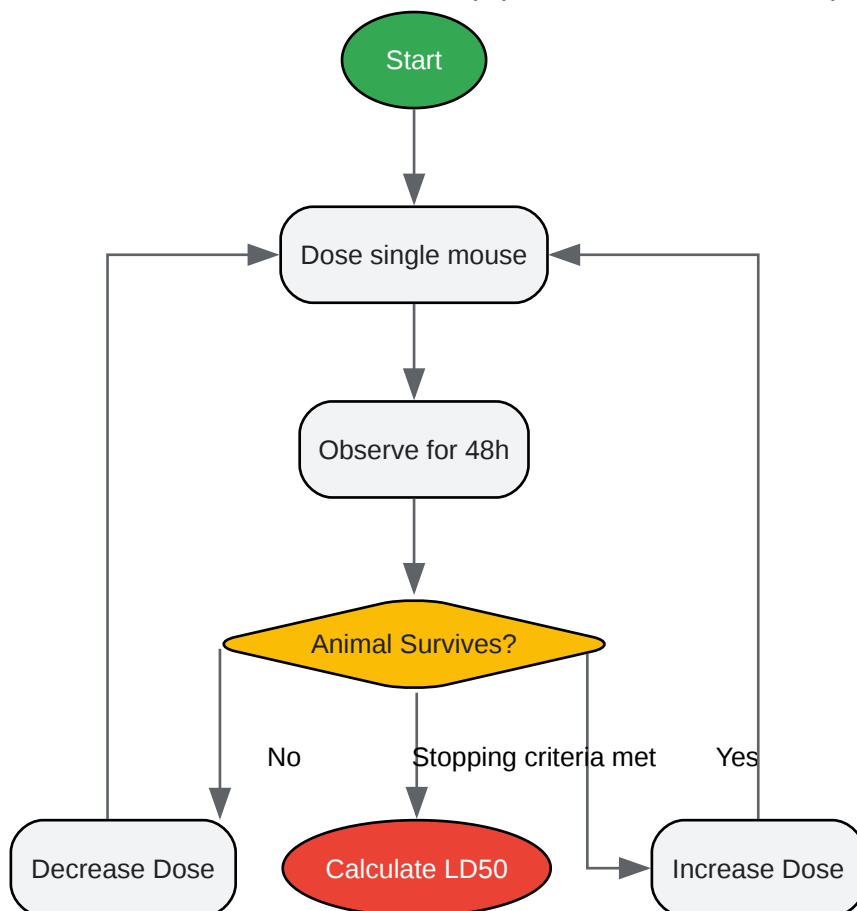 Start
Dose single mouse
Observe for 48h
Animal Survives?
No
Stopping criteria met
Yes
Decrease Dose
Calculate LD50
Increase Dose